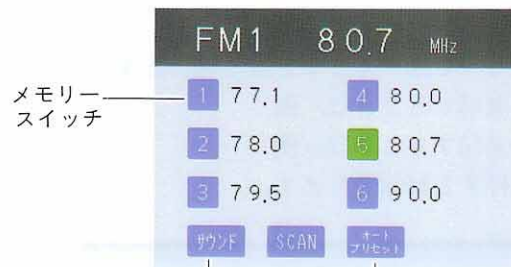 FM1 80.7 MHz
メモリー
スイッチ
1 77.1 4 80.0
2 78.0 5 80.7
3 79.5 6 90.0
サウンド SCAN オート
プリセット